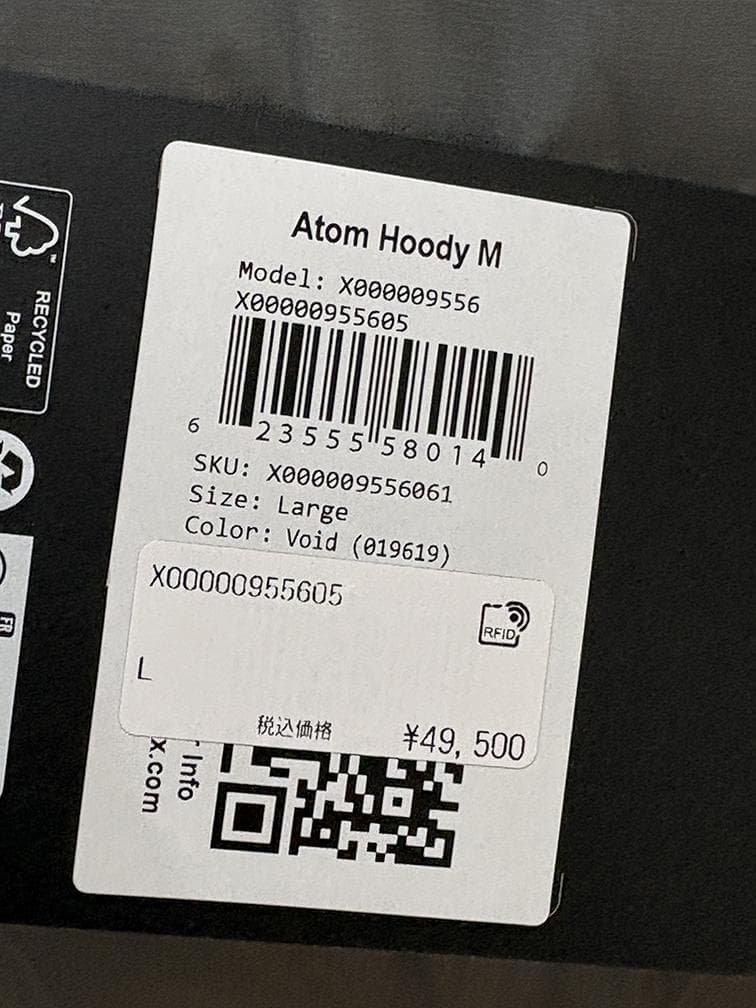 Atom Hoody M
Model: X000009556
X00000955605
6 23555 58014 0
SKU: X000009556061
Size: Large
Color: Void (019619)
X00000955605
RFID
L
税込価格 ¥49,500
Info
x.com
RECYCLED
Paper
FR